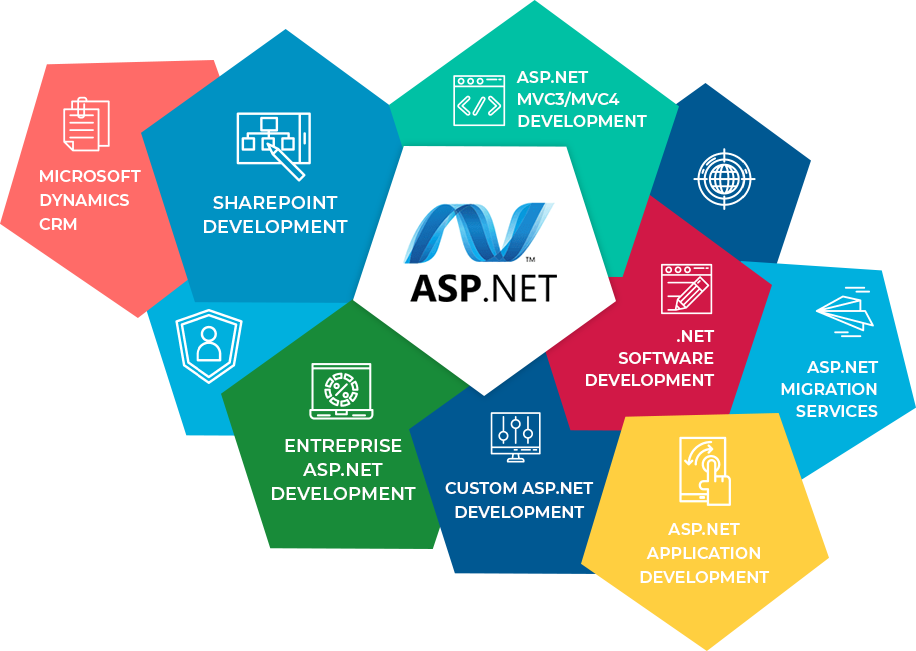 ASP.NET
MVC3/MVC4
DEVELOPMENT
MICROSOFT
DYNAMICS
CRM
SHAREPOINT
DEVELOPMENT
TM
ASP.NET
.NET
SOFTWARE
DEVELOPMENT
ASP.NET
MIGRATION
SERVICES
ENTREPRISE
ASP.NET
DEVELOPMENT
CUSTOM ASP.NET
DEVELOPMENT
ASP.NET
APPLICATION
DEVELOPMENT